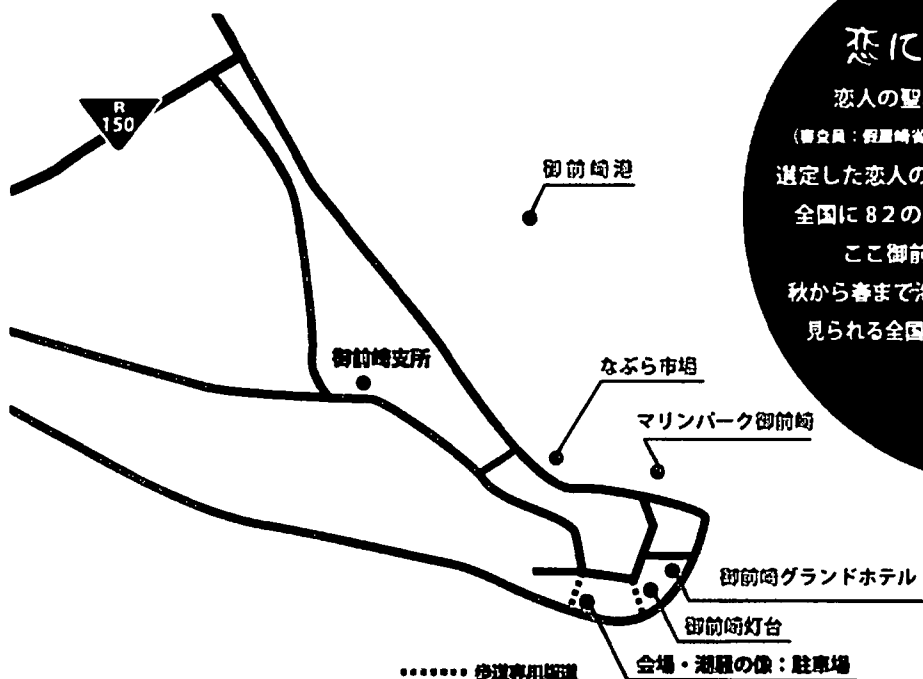 恋に
恋人の聖
選定した恋人の
全国に82の
ここ御前
秋から春まで
見られる全国
R
150
御前崎港
御前崎支所
なぶら市場
マリンパーク御前崎
御前崎グランドホテル
御前崎灯台
会場・潮騒の像：駐車場